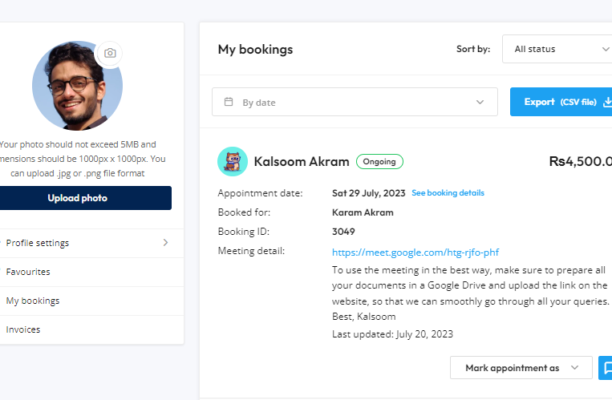 My bookings
Sort by:
All status
By date
Export (CSV file)
Your photo should not exceed 5MB and
mensions should be 1000px x 1000px. You
can upload .jpg or .png file format
Upload photo
Profile settings
Favourites
My bookings
Invoices
Kalsoom Akram
Ongoing
₨4,500.0
Appointment date:
Sat 29 July, 2023 See booking details
Booked for:
Karam Akram
Booking ID:
3049
Meeting detail:
https://meet.google.com/htg-rjfo-phf
To use the meeting in the best way, make sure to prepare all
your documents in a Google Drive and upload the link on the
website, so that we can smoothly go through all your queries.
Best, Kalsoom
Last updated: July 20, 2023
Mark appointment as